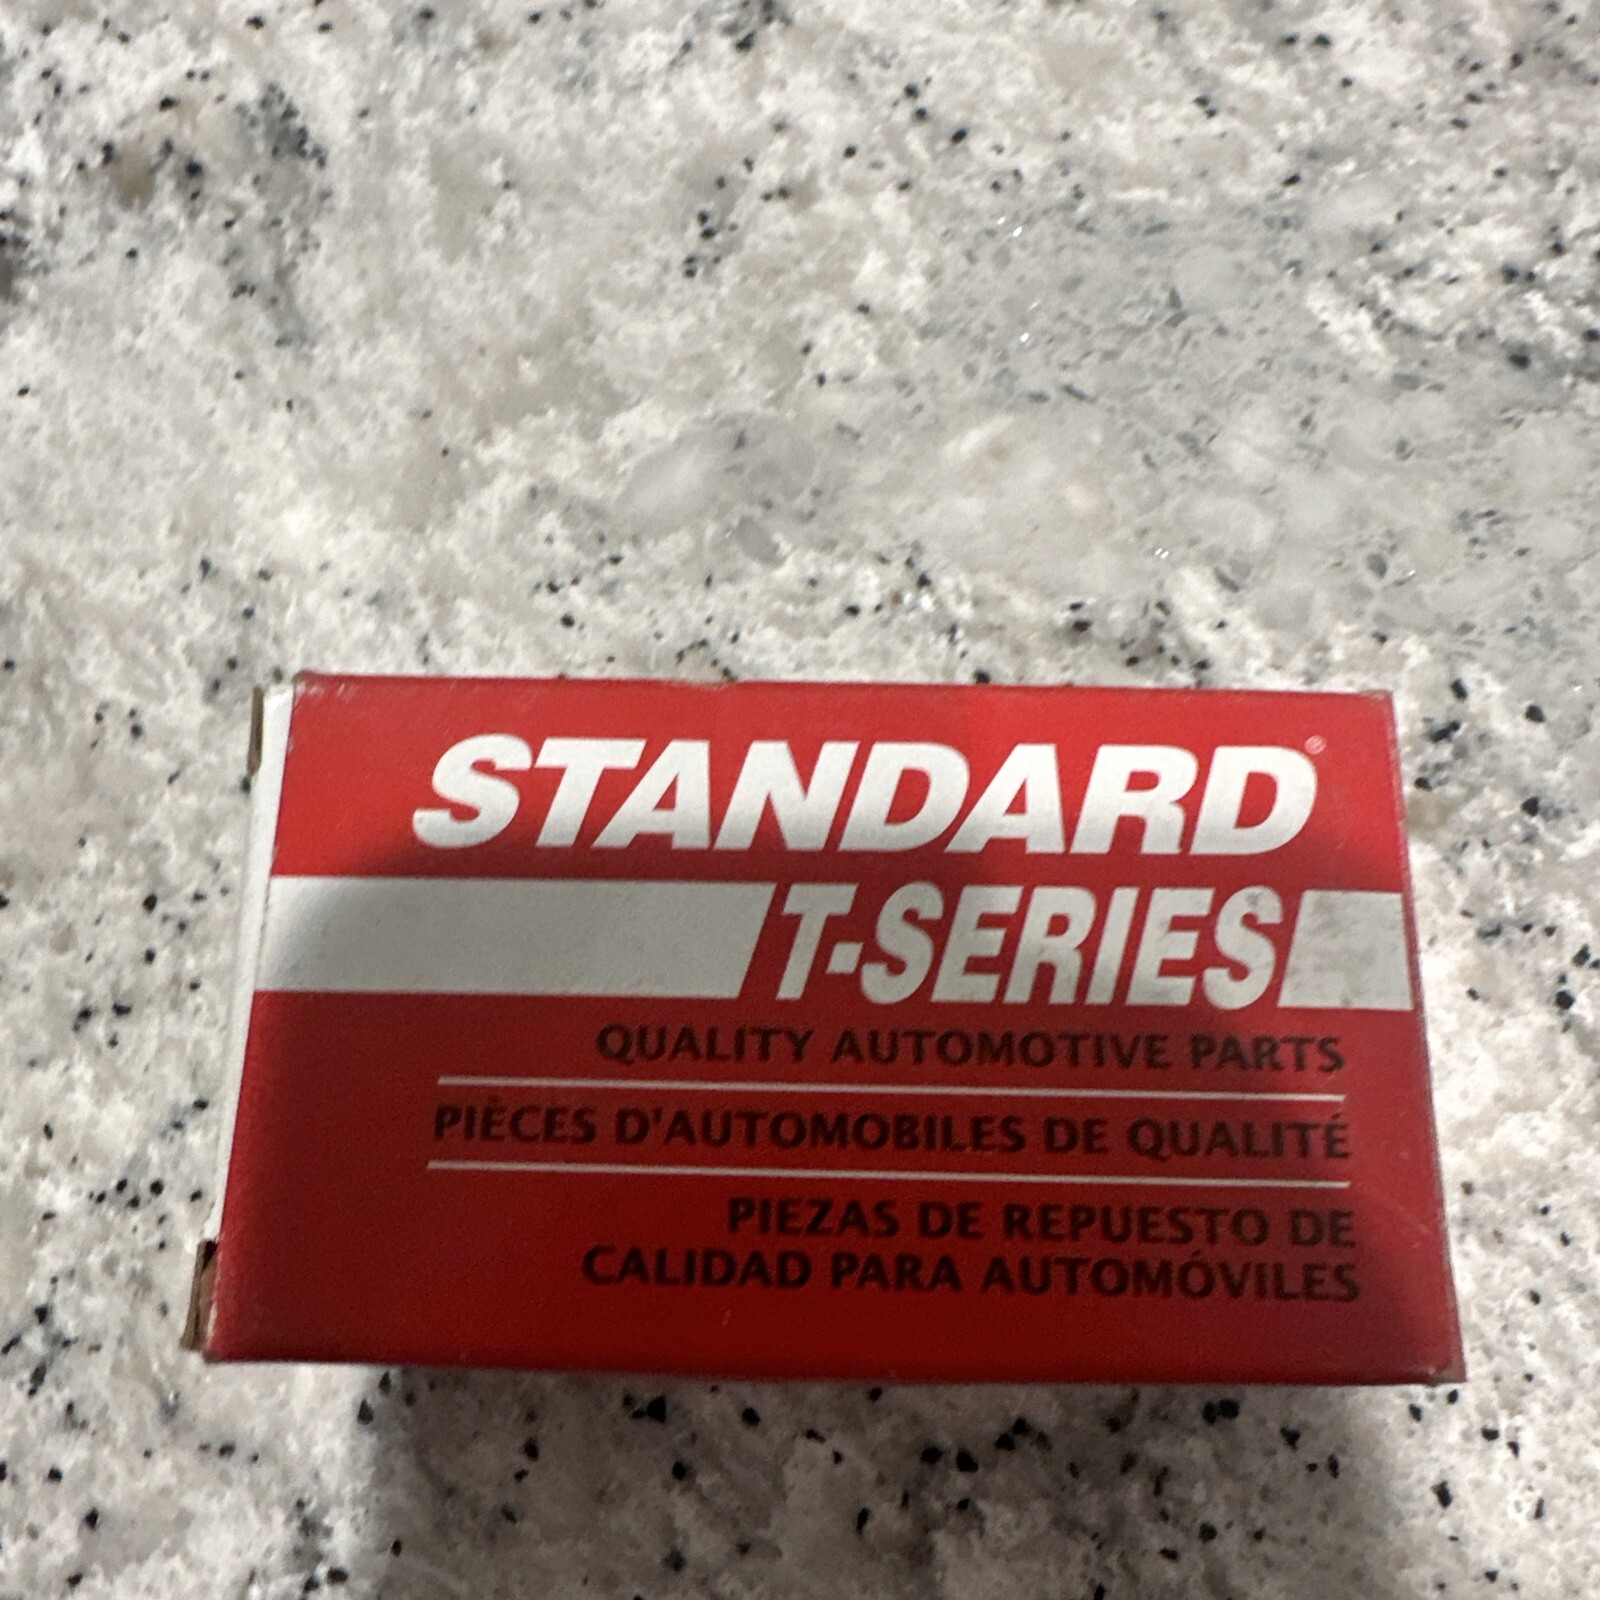 STANDARD®
T-SERIES
QUALITY AUTOMOTIVE PARTS
PIÈCES D'AUTOMOBILES DE QUALITÉ
PIEZAS DE REPUESTO DE
CALIDAD PARA AUTOMÓVILES